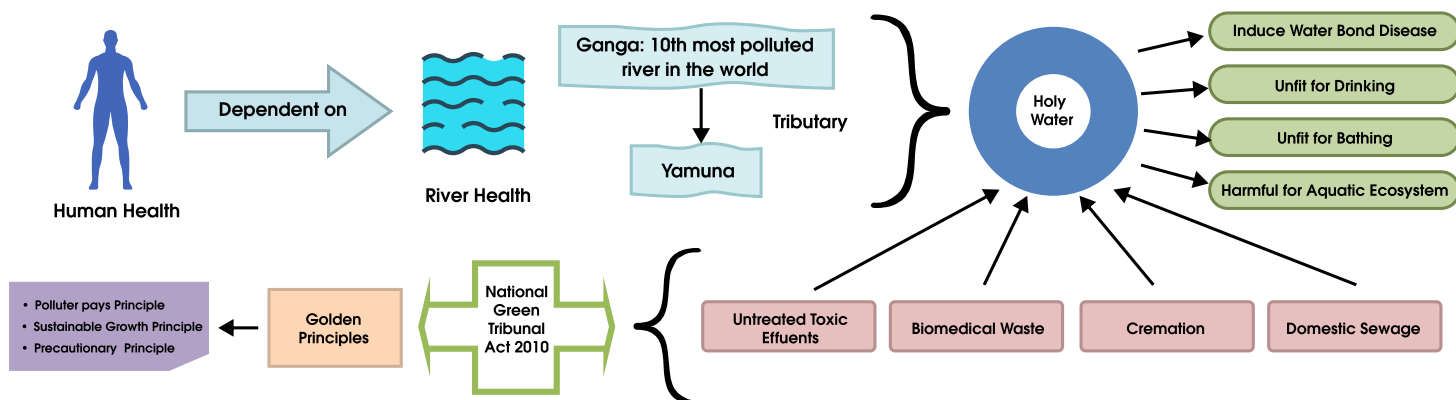 Human Health
Dependent on
River Health
Ganga: 10th most polluted
river in the world
Tributary
Yamuna
Holy
Water
Induce Water Bond Disease
Unfit for Drinking
Unfit for Bathing
Harmful for Aquatic Ecosystem
• Polluter pays Principle
• Sustainable Growth Principle
• Precautionary Principle
Golden
Principles
National
Green
Tribunal
Act 2010
Untreated Toxic
Effuents
Biomedical Waste
Cremation
Domestic Sewage